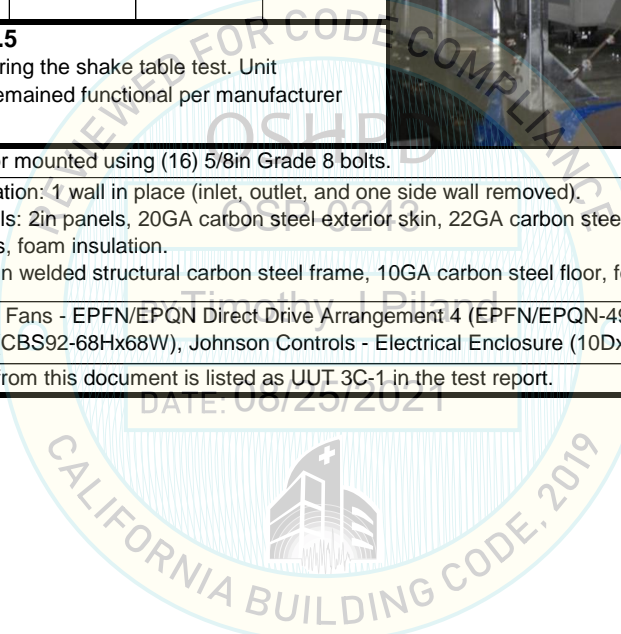 .5
ring the shake table test. Unit
emained functional per manufacturer
r mounted using (16) 5/8in Grade 8 bolts.
ation: 1 wall in place (inlet, outlet, and one side wall removed).
ls: 2in panels, 20GA carbon steel exterior skin, 22GA carbon stee
s, foam insulation.
n welded structural carbon steel frame, 10GA carbon steel floor, f
Fans - EPFN/EPQN Direct Drive Arrangement 4 (EPFN/EPQN-49
CBS92-68Hx68W), Johnson Controls - Electrical Enclosure (10Dx
from this document is listed as UUT 3C-1 in the test report.
REVIEWED FOR CODE COMPLIANCE
OSHPD
OSP-0243
BY: Timothy J Piland
DATE: 08/25/2021
CALIFORNIA BUILDING CODE, 2019